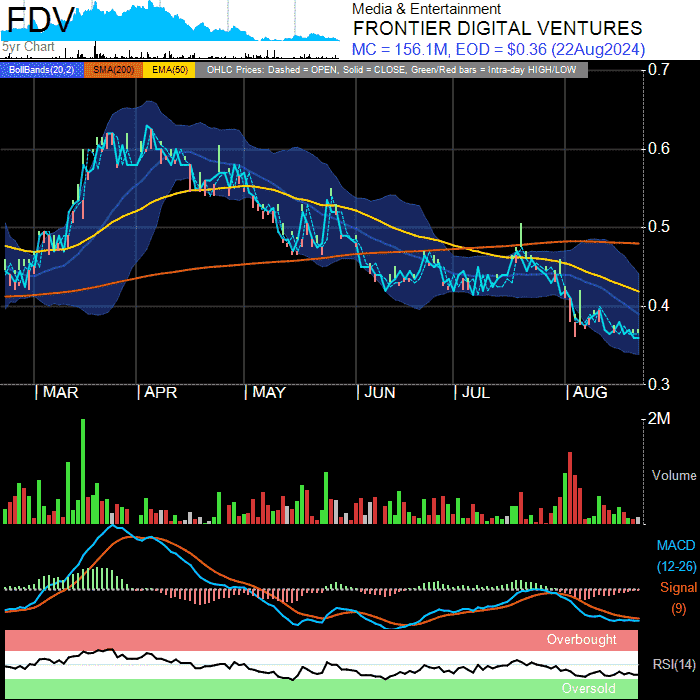 FDV
5yr Chart
Media & Entertainment
FRONTIER DIGITAL VENTURES
MC = 156.1M, EOD = $0.36 (22Aug2024)
BollBands(20,2) SMA(200) EMA(50) OHLC Prices: Dashed = OPEN, Solid = CLOSE, Green/Red bars = Intra-day HIGH/LOW
0.7
0.6
0.5
0.4
0.3
| MAR | APR | MAY | JUN | JUL | AUG
2M
Volume
MACD
(12-26)
Signal
(9)
Overbought
RSI(14)
Oversold